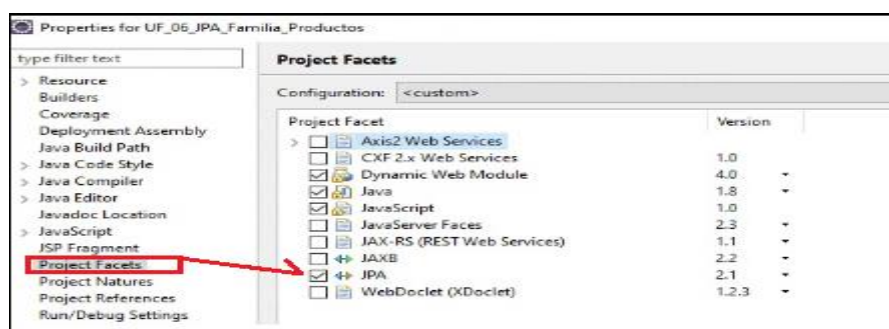 Properties for UF_06_JPA_Familia_Productos
type filter text
Resource
Builders
Coverage
Deployment Assembly
Java Build Path
Java Code Style
Java Compiler
Java Editor
Javadoc Location
JavaScript
JSP Fragment
Project Facets
Project Natures
Project References
Run/Debug Settings
Project Facets
Configuration: <custom>
Project Facet Version
Axis2 Web Services
CXF 2.x Web Services 1.0
Dynamic Web Module 4.0
Java 1.8
JavaScript 1.0
JavaServer Faces 2.3
JAX-RS (REST Web Services) 1.1
JAXB 2.2
JPA 2.1
WebDoclet (XDoclet) 1.2.3